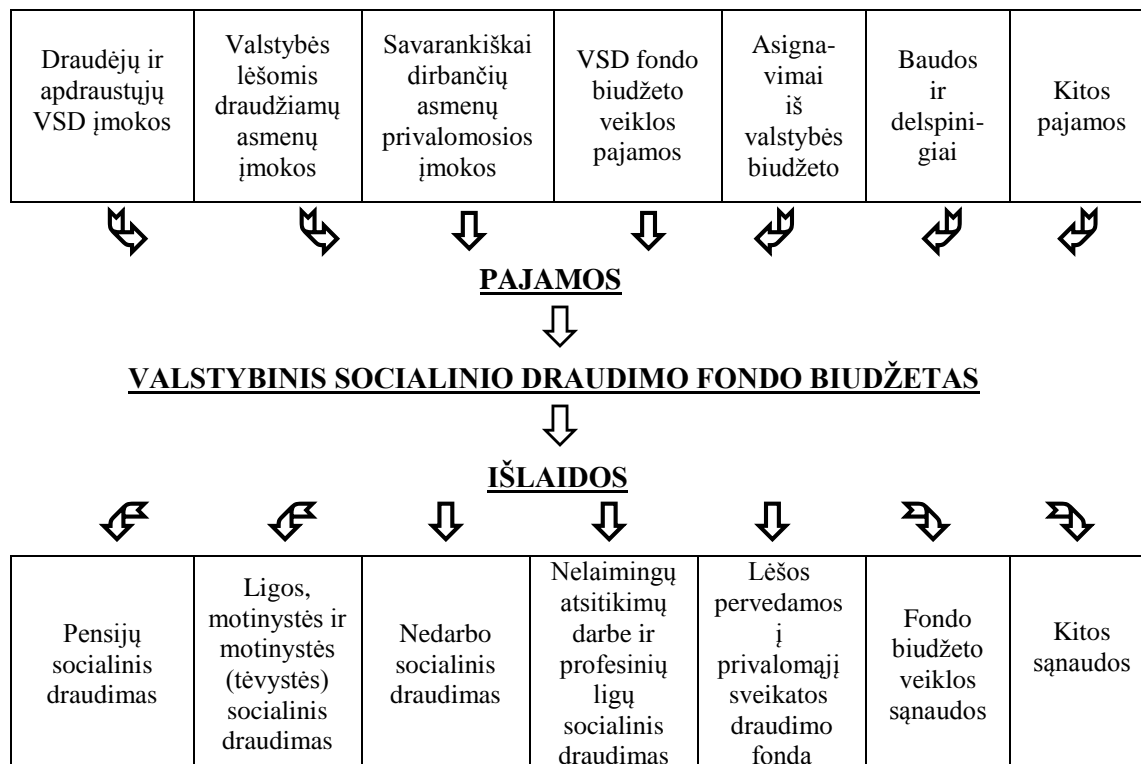 Draudėjų ir
apdraustųjų
VSD įmokos
Valstybės
lėšomis
draudžiamų
asmenų
įmokos
Savarankiškai
dirbančių
asmenų
privalomosios
įmokos
VSD fondo
biudžeto
veiklos
pajamos
Asigna-
vimai
iš
valstybės
biudžeto
Baudos
ir
delspini-
giai
Kitos
pajamos
PAJAMOS
VALSTYBINIS SOCIALINIO DRAUDIMO FONDO BIUDŽETAS
IŠLAIDOS
Pensijų
socialinis
draudimas
Ligos,
motinystės ir
motinystės
(tėvystės)
socialinis
draudimas
Nedarbo
socialinis
draudimas
Nelaimingų
atsitikimų
darbe ir
profesinių
ligų
socialinis
draudimas
Lėšos
pervedamos
į
privalomąjį
sveikatos
draudimo
fonda
Fondo
biudžeto
veiklos
sąnaudos
Kitos
sąnaudos